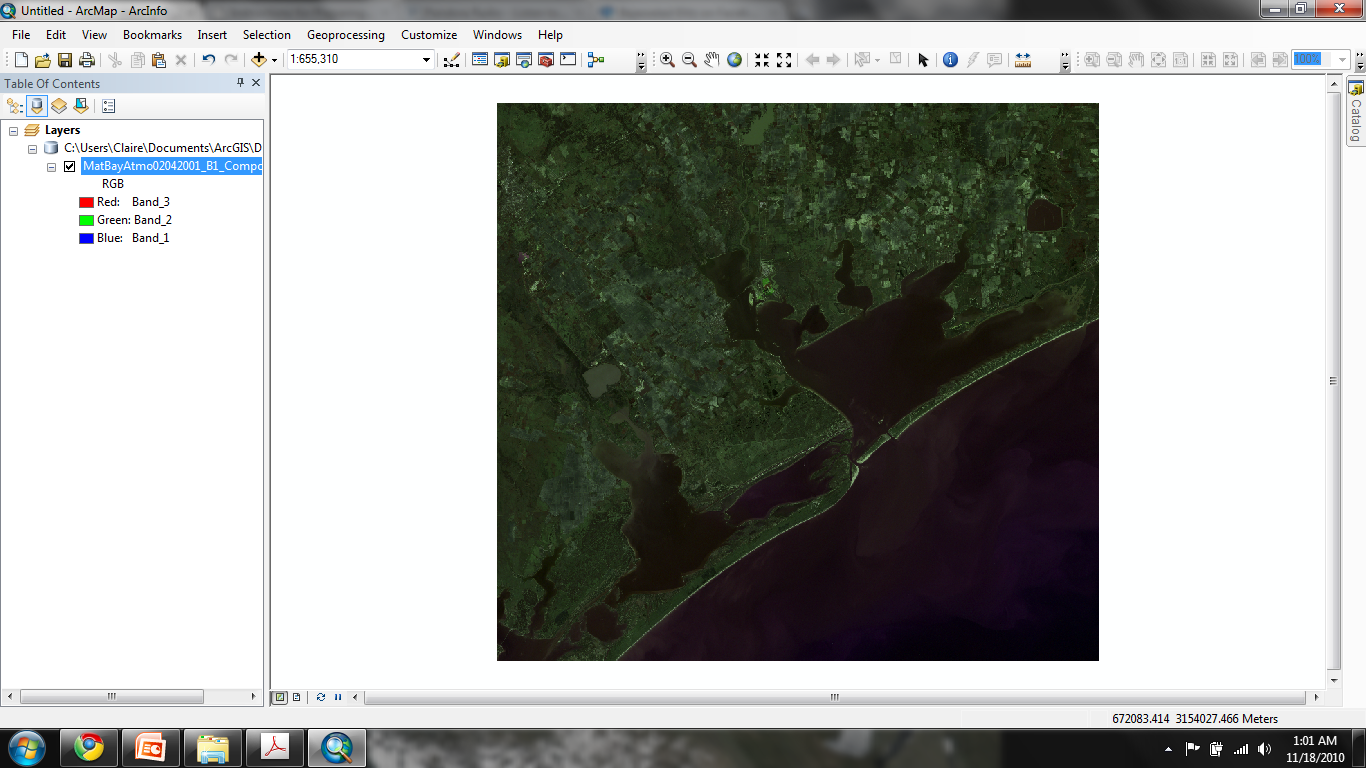 Untitled - ArcMap - ArcInfo
File Edit View Bookmarks Insert Selection Geoprocessing Customize Windows Help
1:655,310
100%
Table Of Contents
Layers
C:\Users\Claire\Documents\ArcGIS\D
MatBayAtmo02042001_B1_Compo
RGB
Red: Band_3
Green: Band_2
Blue: Band_1
Catalog
672083.414 3154027.466 Meters
1:01 AM
11/18/2010